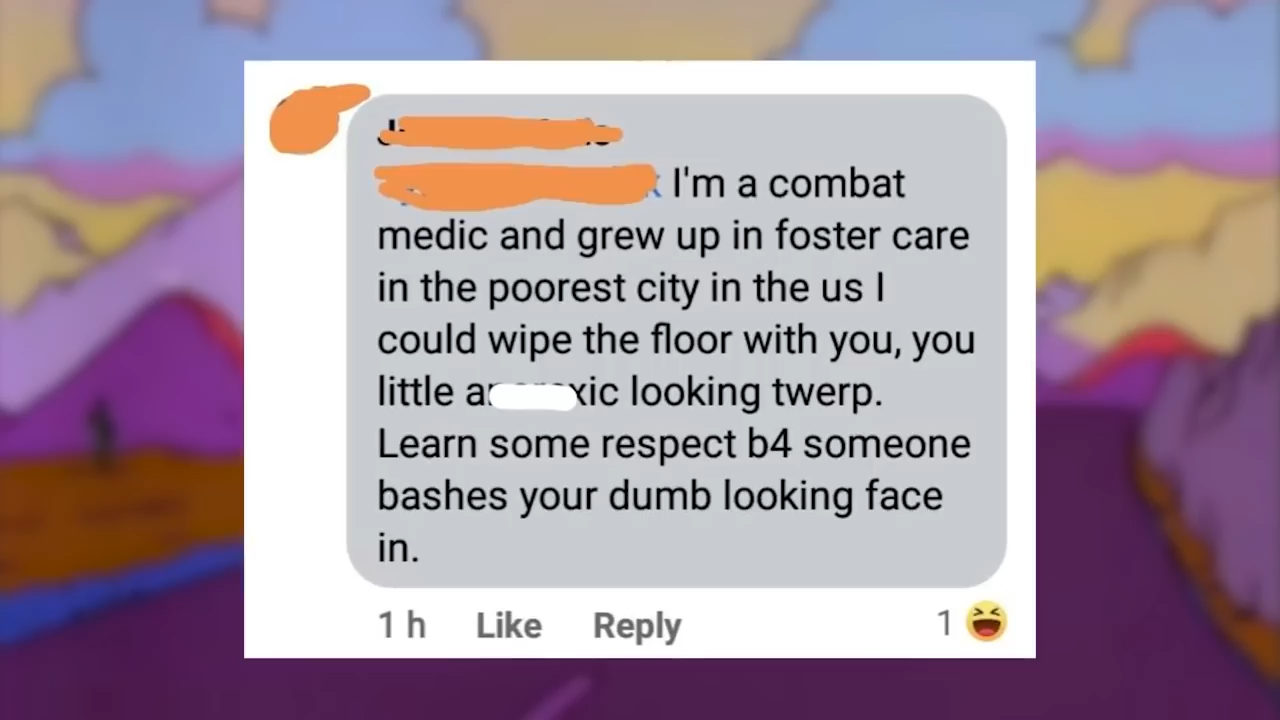 I'm a combat
medic and grew up in foster care
in the poorest city in the us I
could wipe the floor with you, you
little looking twerp.
Learn some respect b4 someone
bashes your dumb looking face
in.
1 h Like Reply 1